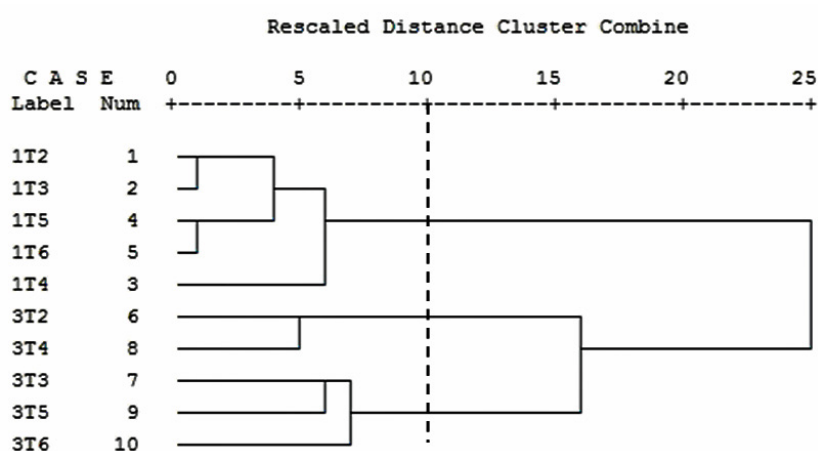 Rescaled Distance Cluster Combine
C A S E 0 5 10 15 20 25
Label Num +---------+---------+---------+---------+---------+
1T2 1
1T3 2
1T5 4
1T6 5
1T4 3
3T2 6
3T4 8
3T3 7
3T5 9
3T6 10